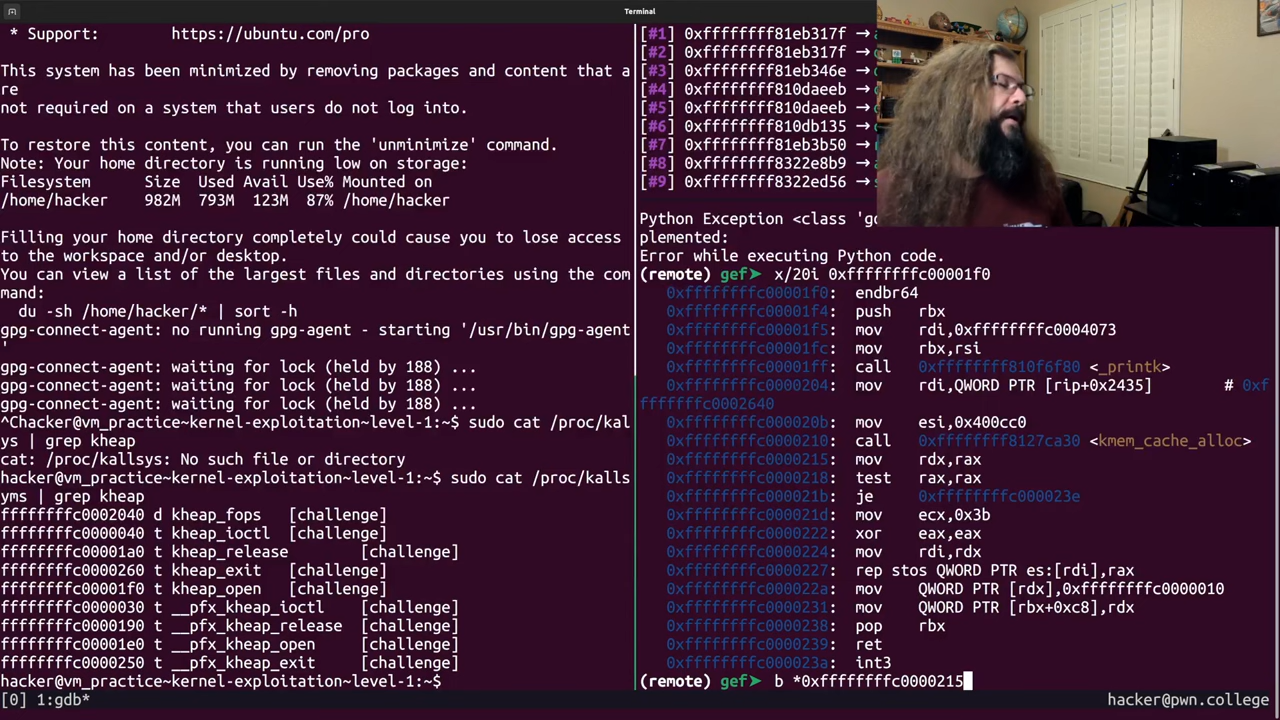 Terminal
* Support:      https://ubuntu.com/pro
This system has been minimized by removing packages and content that a
re
not required on a system that users do not log into.
To restore this content, you can run the 'unminimize' command.
Note: Your home directory is running low on storage:
Filesystem      Size  Used Avail Use% Mounted on
/home/hacker    982M  793M  123M  87% /home/hacker
Filling your home directory completely could cause you to lose access
to the workspace and/or desktop.
You can view a list of the largest files and directories using the com
mand:
  du -sh /home/hacker/* | sort -h
gpg-connect-agent: no running gpg-agent - starting '/usr/bin/gpg-agent
'
gpg-connect-agent: waiting for lock (held by 188) ...
gpg-connect-agent: waiting for lock (held by 188) ...
gpg-connect-agent: waiting for lock (held by 188) ...
^Chacker@vm_practice~kernel-exploitation~level-1:~$ sudo cat /proc/kal
sys | grep kheap
cat: /proc/kallsys: No such file or directory
hacker@vm_practice~kernel-exploitation~level-1:~$ sudo cat /proc/kalls
yms | grep kheap
ffffffffc0002040 d kheap_fops   [challenge]
ffffffffc0000040 t kheap_ioctl  [challenge]
ffffffffc00001a0 t kheap_release        [challenge]
ffffffffc0000260 t kheap_exit   [challenge]
ffffffffc00001f0 t kheap_open   [challenge]
ffffffffc0000030 t __pfx_kheap_ioctl    [challenge]
ffffffffc0000190 t __pfx_kheap_release  [challenge]
ffffffffc00001e0 t __pfx_kheap_open     [challenge]
ffffffffc0000250 t __pfx_kheap_exit     [challenge]
hacker@vm_practice~kernel-exploitation~level-1:~$
[#1] 0xffffffff81eb317f →
[#2] 0xffffffff81eb317f →
[#3] 0xffffffff81eb346e →
[#4] 0xffffffff810daeeb →
[#5] 0xffffffff810daeeb →
[#6] 0xffffffff810db135 →
[#7] 0xffffffff81eb3b50 →
[#8] 0xffffffff8322e8b9 →
[#9] 0xffffffff8322ed56 →
Python Exception <class
plemented:
Error while executing Python code.
(remote) gef➤  x/20i 0xffffffffc00001f0
   0xffffffffc00001f0:  endbr64
   0xffffffffc00001f4:  push   rbx
   0xffffffffc00001f5:  mov    rdi,0xffffffffc0004073
   0xffffffffc00001fc:  mov    rbx,rsi
   0xffffffffc00001ff:  call   0xffffffff810f6f80 <_printk>
   0xffffffffc0000204:  mov    rdi,QWORD PTR [rip+0x2435]        # 0xf
fffffffc0002640
   0xffffffffc000020b:  mov    esi,0x400cc0
   0xffffffffc0000210:  call   0xffffffff8127ca30 <kmem_cache_alloc>
   0xffffffffc0000215:  mov    rdx,rax
   0xffffffffc0000218:  test   rax,rax
   0xffffffffc000021b:  je     0xffffffffc000023e
   0xffffffffc000021d:  mov    ecx,0x3b
   0xffffffffc0000222:  xor    eax,eax
   0xffffffffc0000224:  mov    rdi,rdx
   0xffffffffc0000227:  rep stos QWORD PTR es:[rdi],rax
   0xffffffffc000022a:  mov    QWORD PTR [rdx],0xffffffffc0000010
   0xffffffffc0000231:  mov    QWORD PTR [rbx+0xc8],rdx
   0xffffffffc0000238:  pop    rbx
   0xffffffffc0000239:  ret
   0xffffffffc000023a:  int3
(remote) gef➤  b *0xffffffffc0000215
[0] 1:gdb*
hacker@pwn.college